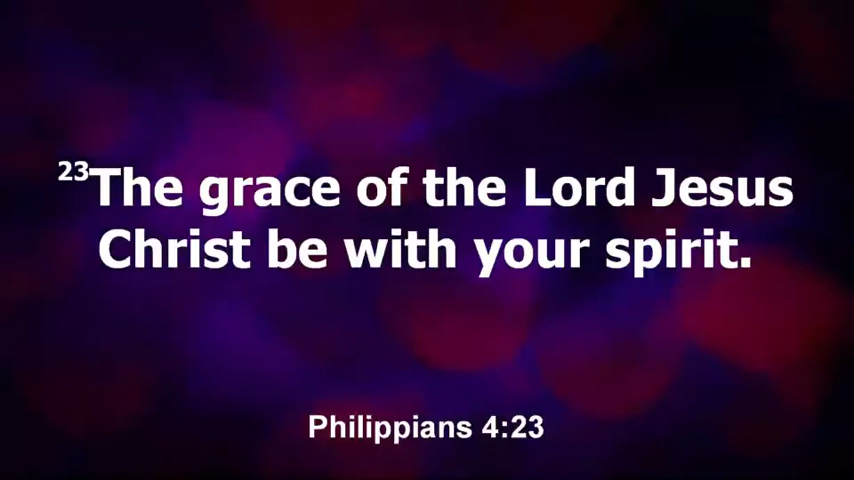 23The grace of the Lord Jesus
Christ be with your spirit.
Philippians 4:23